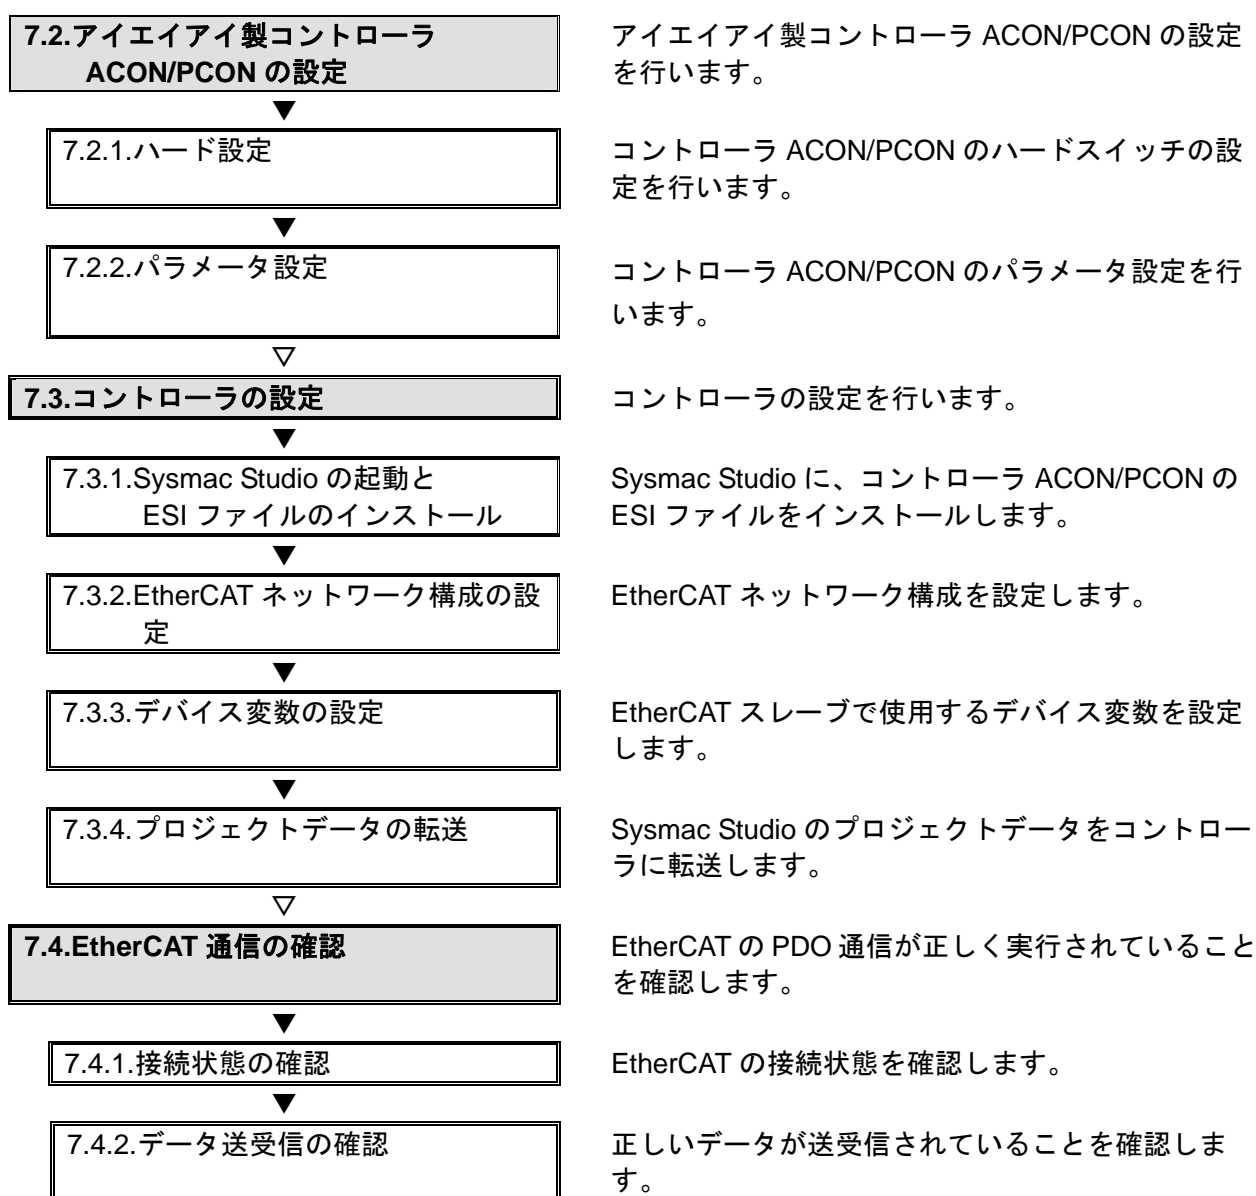 7.2.アイエイアイ製コントローラ
ACON/PCON の設定
アイエイアイ製コントローラ ACON/PCON の設定
を行います。
▼
7.2.1.ハード設定
コントローラ ACON/PCON のハードスイッチの設
定を行います。
▼
7.2.2.パラメータ設定
コントローラ ACON/PCON のパラメータ設定を行
います。
▽
7.3.コントローラの設定
コントローラの設定を行います。
▼
7.3.1.Sysmac Studio の起動と
ESI ファイルのインストール
Sysmac Studio に、コントローラ ACON/PCON の
ESI ファイルをインストールします。
▼
7.3.2.EtherCAT ネットワーク構成の設
定
EtherCAT ネットワーク構成を設定します。
▼
7.3.3.デバイス変数の設定
EtherCAT スレーブで使用するデバイス変数を設定
します。
▼
7.3.4.プロジェクトデータの転送
Sysmac Studio のプロジェクトデータをコントロー
ラに転送します。
▽
7.4.EtherCAT 通信の確認
EtherCAT の PDO 通信が正しく実行されていること
を確認します。
▼
7.4.1.接続状態の確認
EtherCAT の接続状態を確認します。
▼
7.4.2.データ送受信の確認
正しいデータが送受信されていることを確認しま
す。